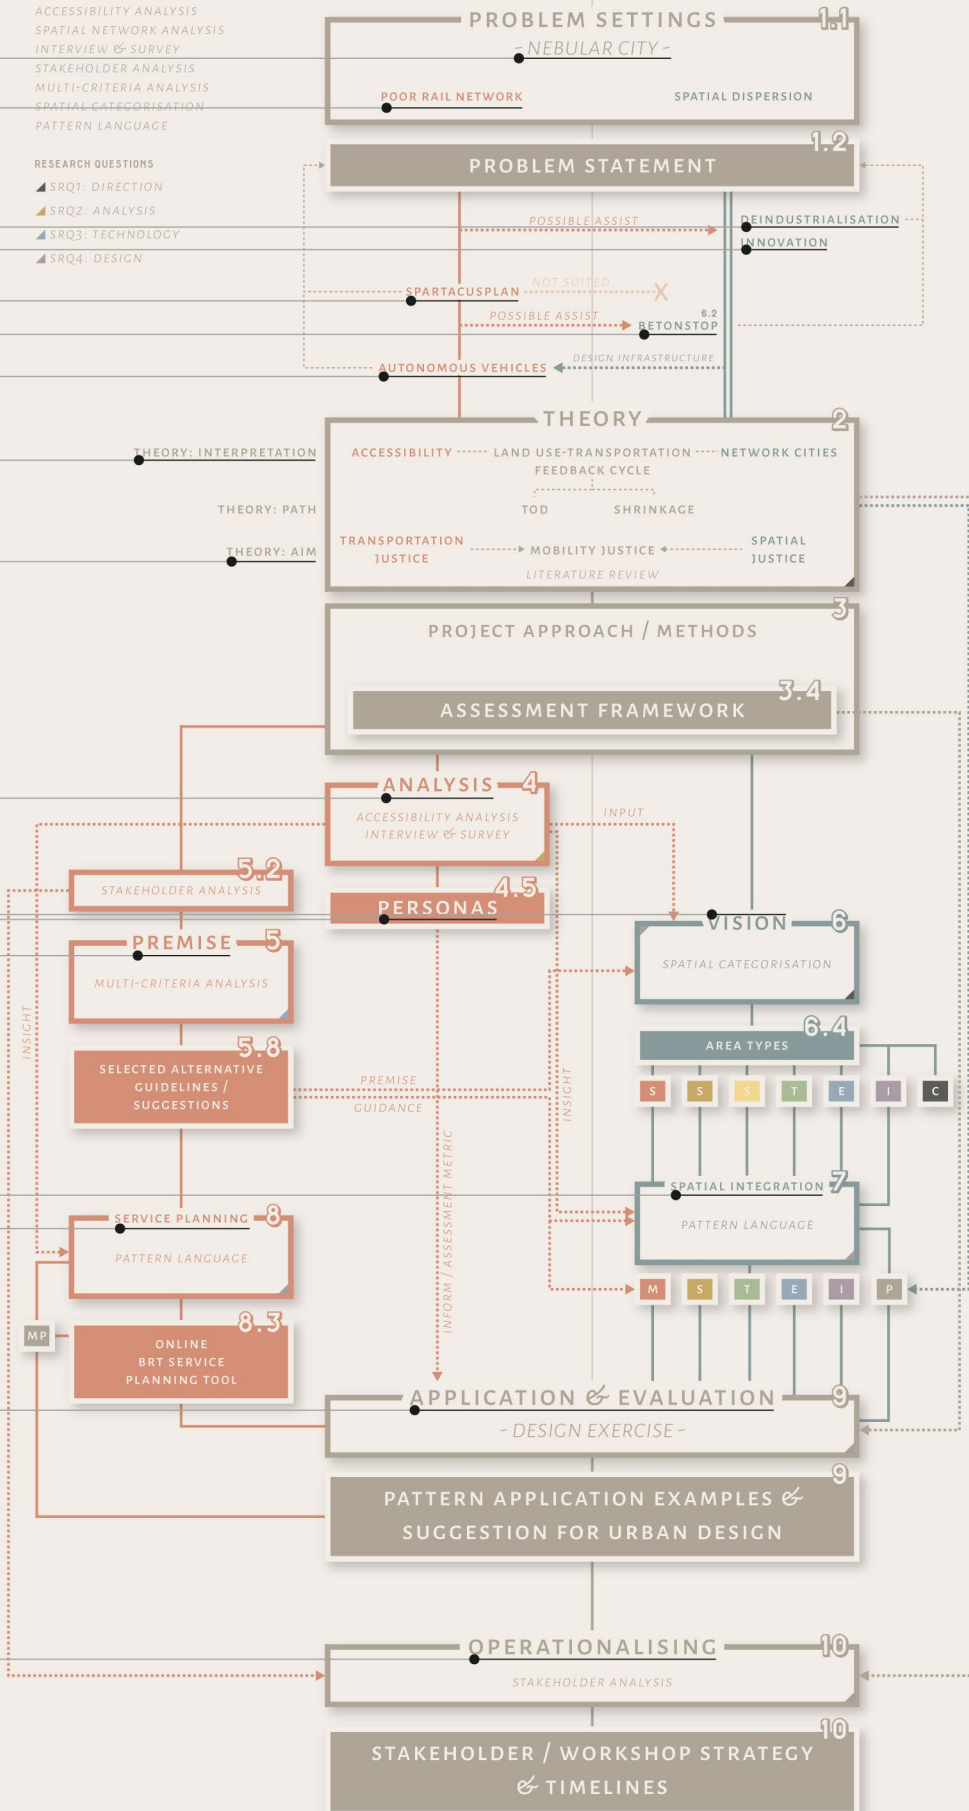 ACCESSIBILITY ANALYSIS
SPATIAL NETWORK ANALYSIS
INTERVIEW & SURVEY
STAKEHOLDER ANALYSIS
MULTI-CRITERIA ANALYSIS
SPATIAL CATEGORISATION
PATTERN LANGUAGE
RESEARCH QUESTIONS
SRQ1: DIRECTION
SRQ2: ANALYSIS
SRQ3: TECHNOLOGY
SRQ4: DESIGN
PROBLEM SETTINGS 1.1
- NEBULAR CITY -
POOR RAIL NETWORK SPATIAL DISPERSION
1.2
PROBLEM STATEMENT
POSSIBLE ASSIST DEINDUSTRIALISATION
INNOVATION
SPARTACUSPLAN NOT SUITED X
6.2
POSSIBLE ASSIST BETONSTOP
AUTONOMOUS VEHICLES DESIGN INFRASTRUCTURE
THEORY 2
THEORY: INTERPRETATION
THEORY: PATH
THEORY: AIM
ACCESSIBILITY LAND USE-TRANSPORTATION NETWORK CITIES
FEEDBACK CYCLE
TOD SHRINKAGE
TRANSPORTATION
JUSTICE
MOBILITY JUSTICE
SPATIAL
JUSTICE
LITERATURE REVIEW
3
PROJECT APPROACH / METHODS
3.4
ASSESSMENT FRAMEWORK
ANALYSIS 4
ACCESSIBILITY ANALYSIS
INTERVIEW & SURVEY
INPUT
5.2
STAKEHOLDER ANALYSIS
4.5
PERSONAS
PREMISE 5
MULTI-CRITERIA ANALYSIS
VISION 6
SPATIAL CATEGORISATION
INSIGHT
5.8
SELECTED ALTERNATIVE
GUIDELINES /
SUGGESTIONS
6.4
AREA TYPES
PREMISE
GUIDANCE
INSIGHT
S S S T E I C
INFORM / ASSESSMENT METRIC
SPATIAL INTEGRATION 7
PATTERN LANGUAGE
SERVICE PLANNING 8
PATTERN LANGUAGE
M S T E I P
8.3
MP
ONLINE
BRT SERVICE
PLANNING TOOL
APPLICATION & EVALUATION 9
- DESIGN EXERCISE -
9
PATTERN APPLICATION EXAMPLES &
SUGGESTION FOR URBAN DESIGN
OPERATIONALISING 10
STAKEHOLDER ANALYSIS
10
STAKEHOLDER / WORKSHOP STRATEGY
& TIMELINES